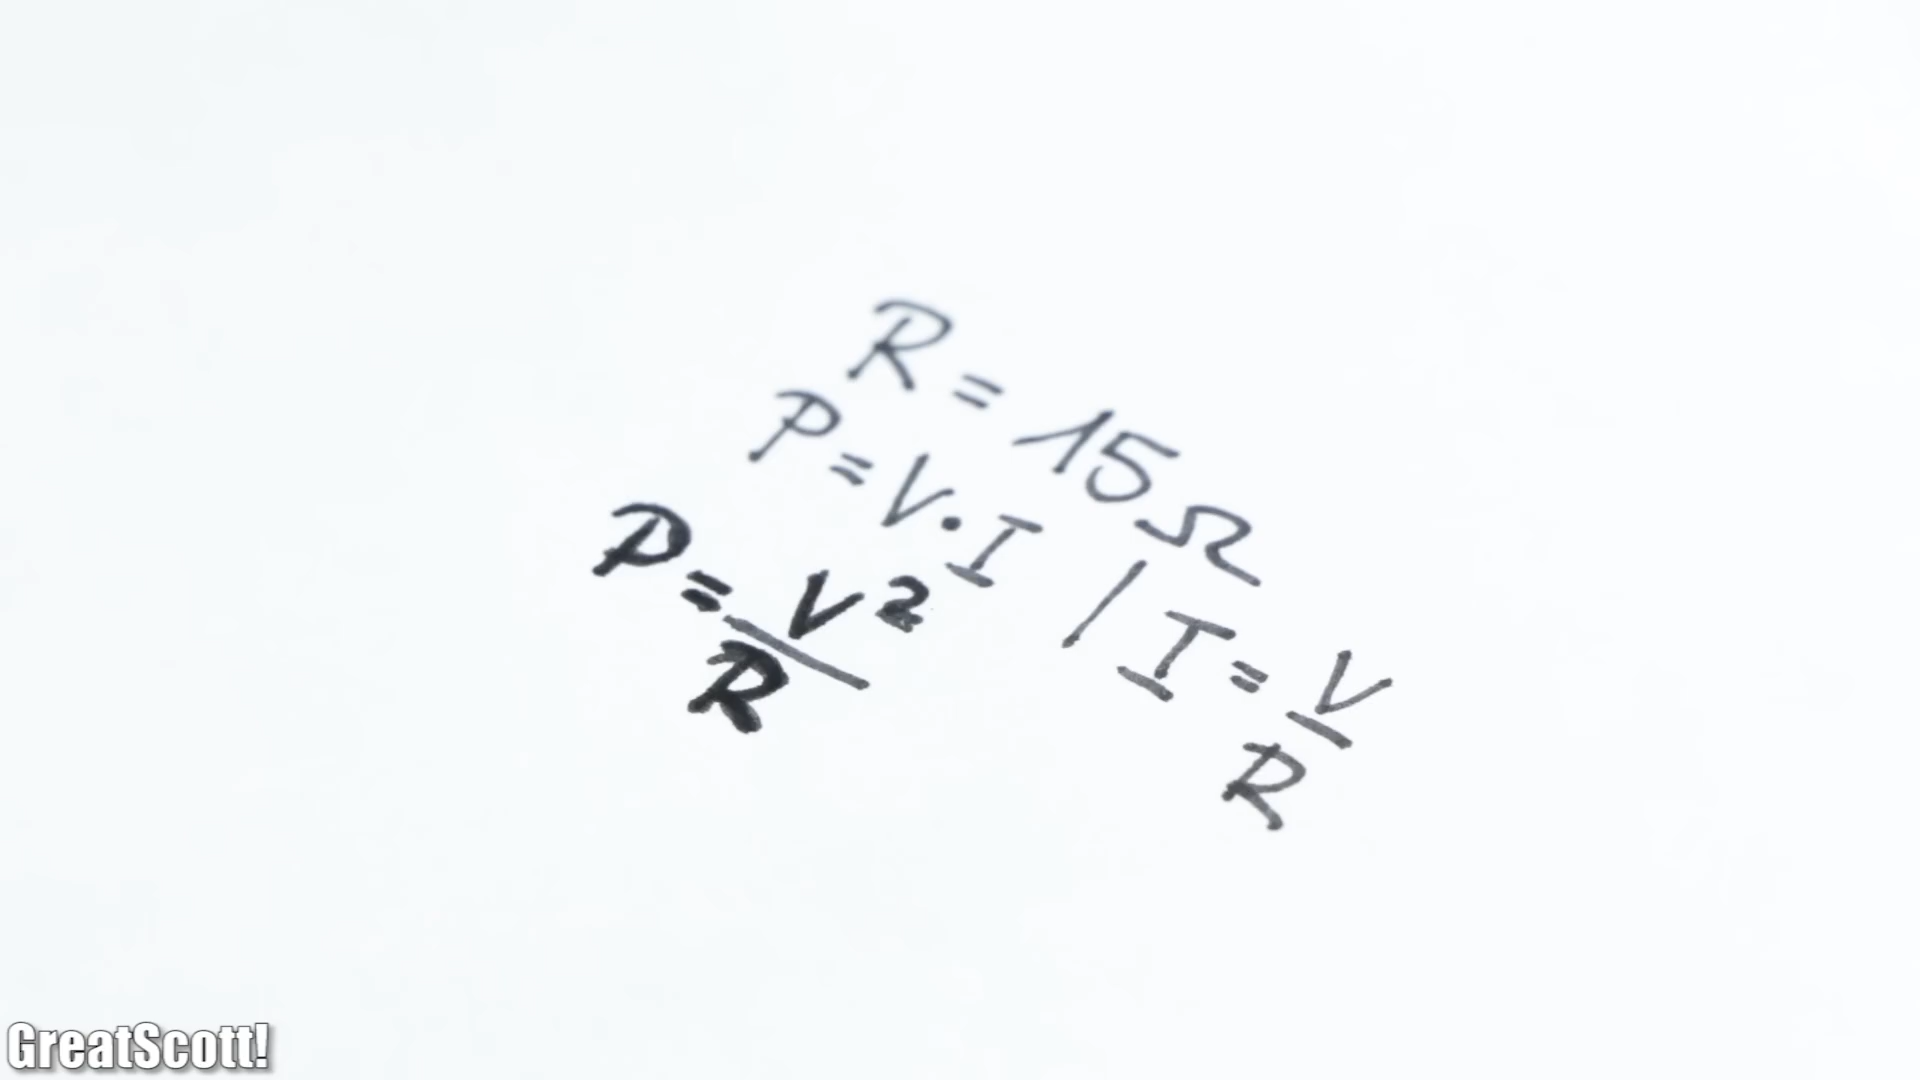 R = 15Ω
P = V · I / I = V/R
P = V²/R
GreatScott!